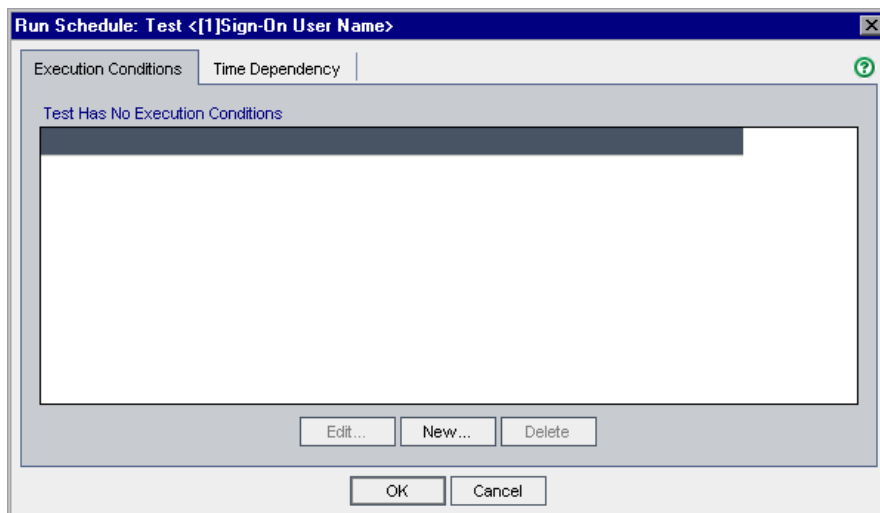 Run Schedule: Test <[1]Sign-On User Name>
Execution Conditions Time Dependency
Test Has No Execution Conditions
Edit... New... Delete
OK Cancel